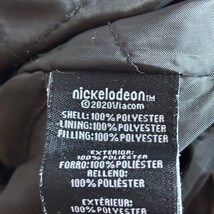 nickelodeon™
©2020Viacom
SHELL:100% POLYESTER
LINING:100% POLYESTER
FILLING:100% POLYESTER
EXTERIOR:
100% POLIÉSTER
FORRO:100% POLIÉSTER
RELLENO:
100% POLIÉSTER
EXTÉRIEUR:
100% POLYESTER